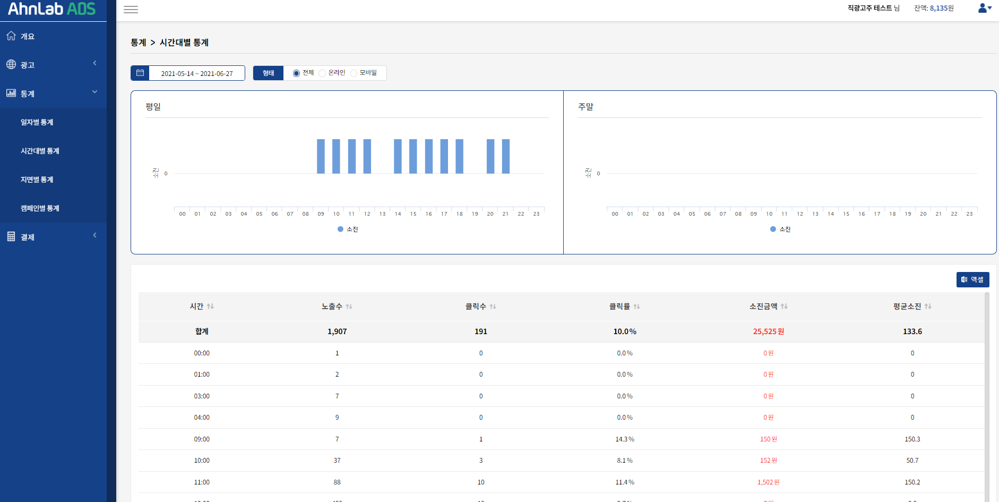 AhnLab ADS
직광고주 테스트 님 잔액: 8,135원
개요
광고
통계
일자별 통계
시간대별 통계
지면별 통계
캠페인별 통계
결제
통계 > 시간대별 통계
2021-05-14 ~ 2021-06-27 형태 전체 온라인 모바일
평일
소진
0
00 01 02 03 04 05 06 07 08 09 10 11 12 13 14 15 16 17 18 19 20 21 22 23
소진
주말
소진
0
00 01 02 03 04 05 06 07 08 09 10 11 12 13 14 15 16 17 18 19 20 21 22 23
소진
엑셀
시간 노출수 클릭수 클릭률 소진금액 평균소진
합계 1,907 191 10.0% 25,525원 133.6
00:00 1 0 0.0% 0원 0
01:00 2 0 0.0% 0원 0
03:00 7 0 0.0% 0원 0
04:00 9 0 0.0% 0원 0
09:00 7 1 14.3% 150원 150.3
10:00 37 3 8.1% 152원 50.7
11:00 88 10 11.4% 1,502원 150.2